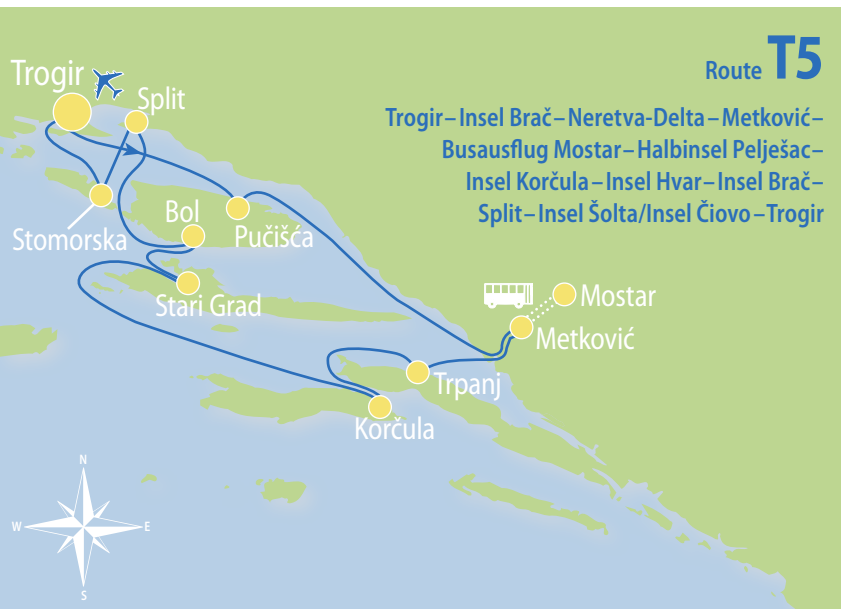 Route T5
Trogir–Insel Brač–Neretva-Delta–Metković–
Busausflug Mostar–Halbinsel Pelješac–
Insel Korčula–Insel Hvar–Insel Brač–
Split–Insel Šolta/Insel Čiovo–Trogir
Trogir
Split
Bol
Pučišća
Stomorska
Stari Grad
Mostar
Metković
Trpanj
Korčula
N
W
E
S